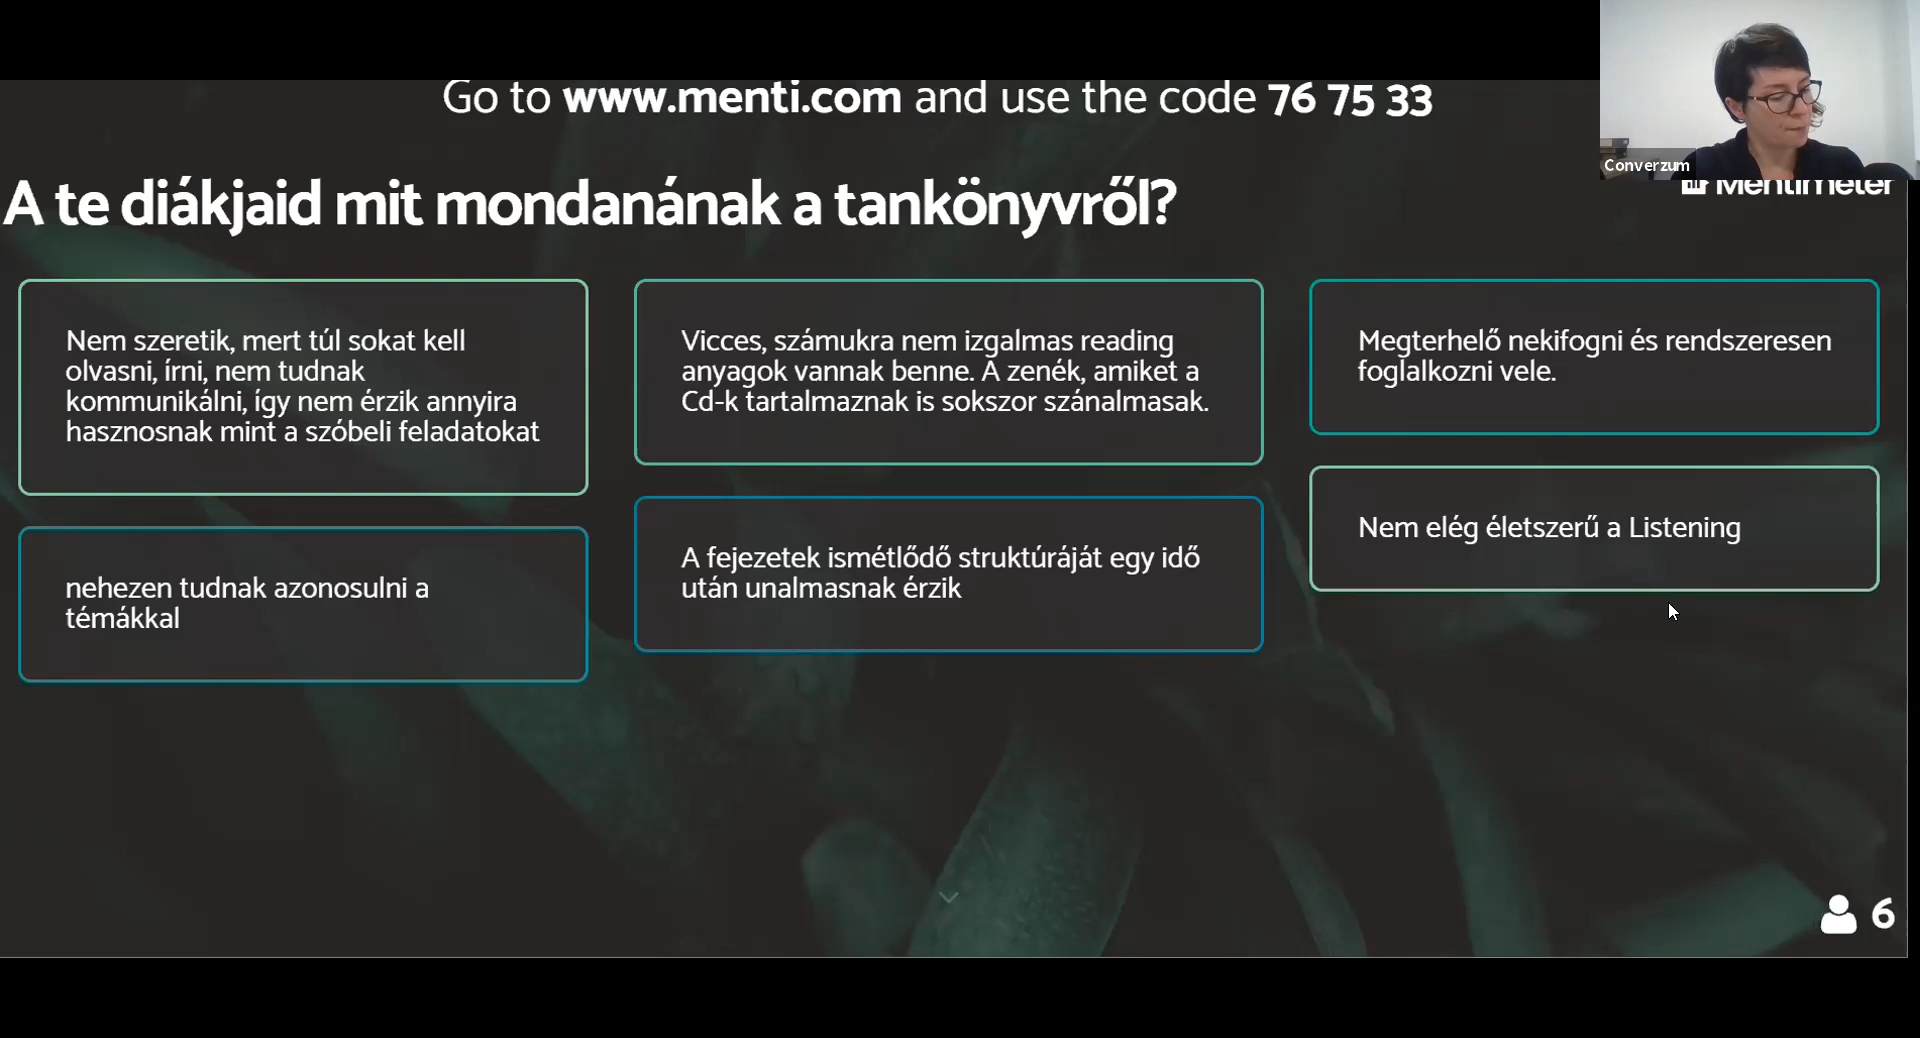 Go to www.menti.com and use the code 76 75 33
Converzum
Mentimeter
A te diákjaid mit mondanának a tankönyvről?
Nem szeretik, mert túl sokat kell
olvasni, írni, nem tudnak
kommunikálni, így nem érzik annyira
hasznosnak mint a szóbeli feladatokat
nehezen tudnak azonosulni a
témákkal
Vicces, számukra nem izgalmas reading
anyagok vannak benne. A zenék, amiket a
Cd-k tartalmaznak is sokszor szánalmasak.
A fejezetek ismétlődő struktúráját egy idő
után unalmasnak érzik
Megterhelő nekifogni és rendszeresen
foglalkozni vele.
Nem elég életszerű a Listening
6